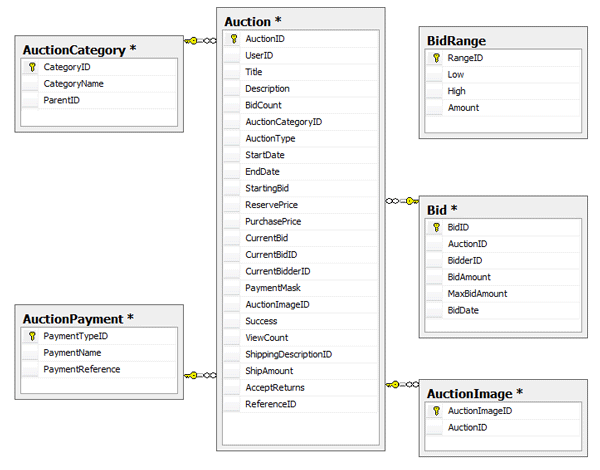 AuctionCategory *
CategoryID
CategoryName
ParentID
Auction *
AuctionID
UserID
Title
Description
BidCount
AuctionCategoryID
AuctionType
StartDate
EndDate
StartingBid
ReservePrice
PurchasePrice
CurrentBid
CurrentBidID
CurrentBidderID
PaymentMask
AuctionImageID
Success
ViewCount
ShippingDescriptionID
ShipAmount
AcceptReturns
ReferenceID
BidRange
RangeID
Low
High
Amount
Bid *
BidID
AuctionID
BidderID
BidAmount
MaxBidAmount
BidDate
AuctionPayment *
PaymentTypeID
PaymentName
PaymentReference
AuctionImage *
AuctionImageID
AuctionID